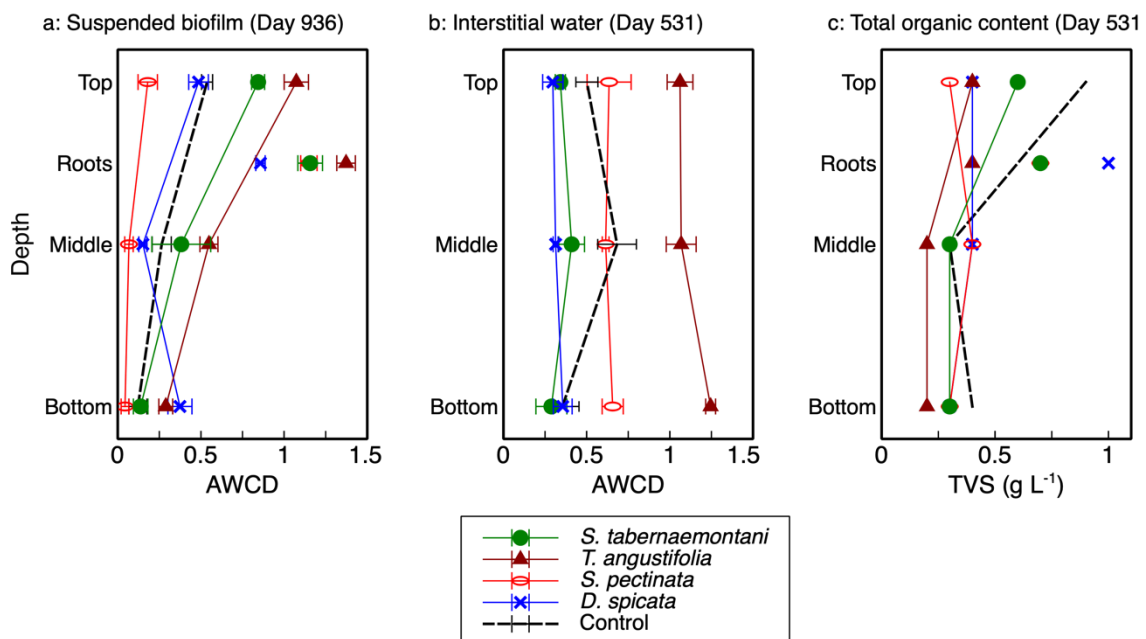 a: Suspended biofilm (Day 936)
b: Interstitial water (Day 531)
c: Total organic content (Day 531
Depth
Top
Roots
Middle
Bottom
0 0.5 1 1.5
AWCD
Top
Middle
Bottom
0 0.5 1 1.5
AWCD
Top
Roots
Middle
Bottom
0 0.5 1
TVS (g L⁻¹)
S. tabernaemontani
T. angustifolia
S. pectinata
D. spicata
Control